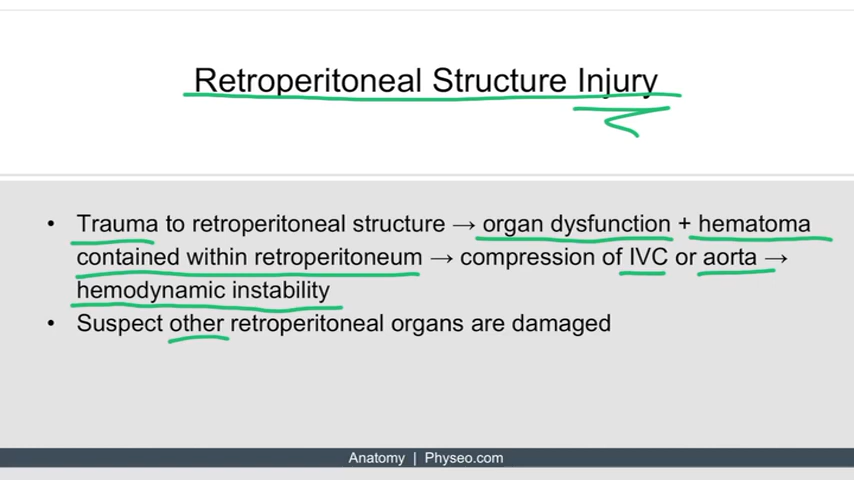 Retroperitoneal Structure Injury
• Trauma to retroperitoneal structure → organ dysfunction + hematoma
contained within retroperitoneum → compression of IVC or aorta →
hemodynamic instability
• Suspect other retroperitoneal organs are damaged
Anatomy | Physeo.com